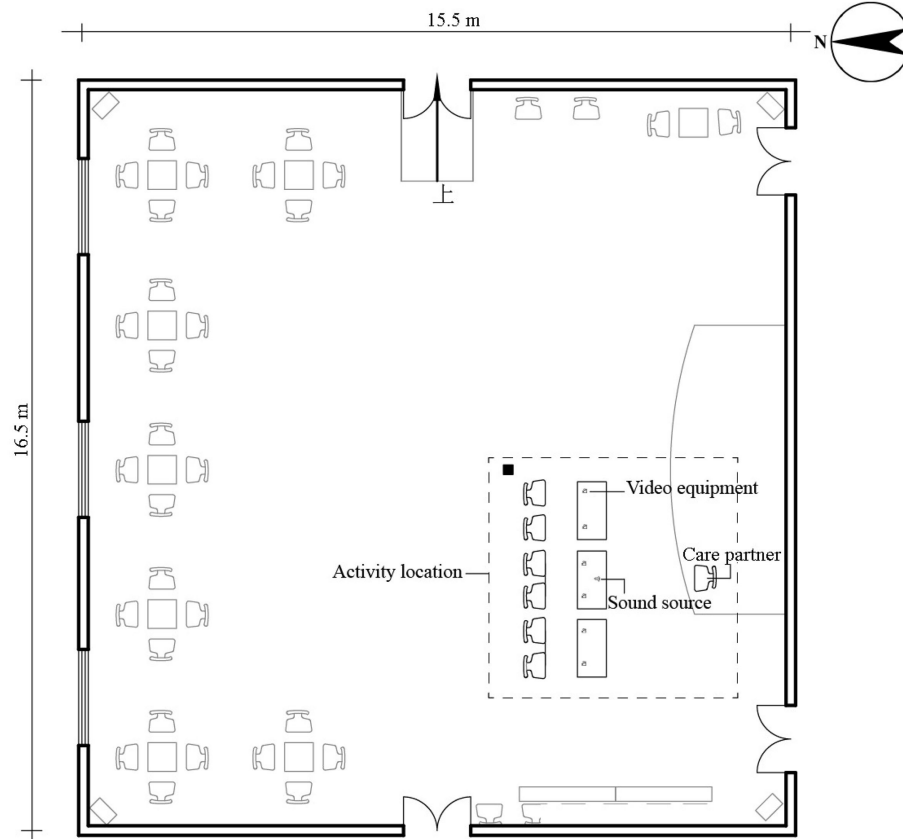 15.5 m
N
上
16.5 m
Video equipment
Care partner
Activity location
Sound source